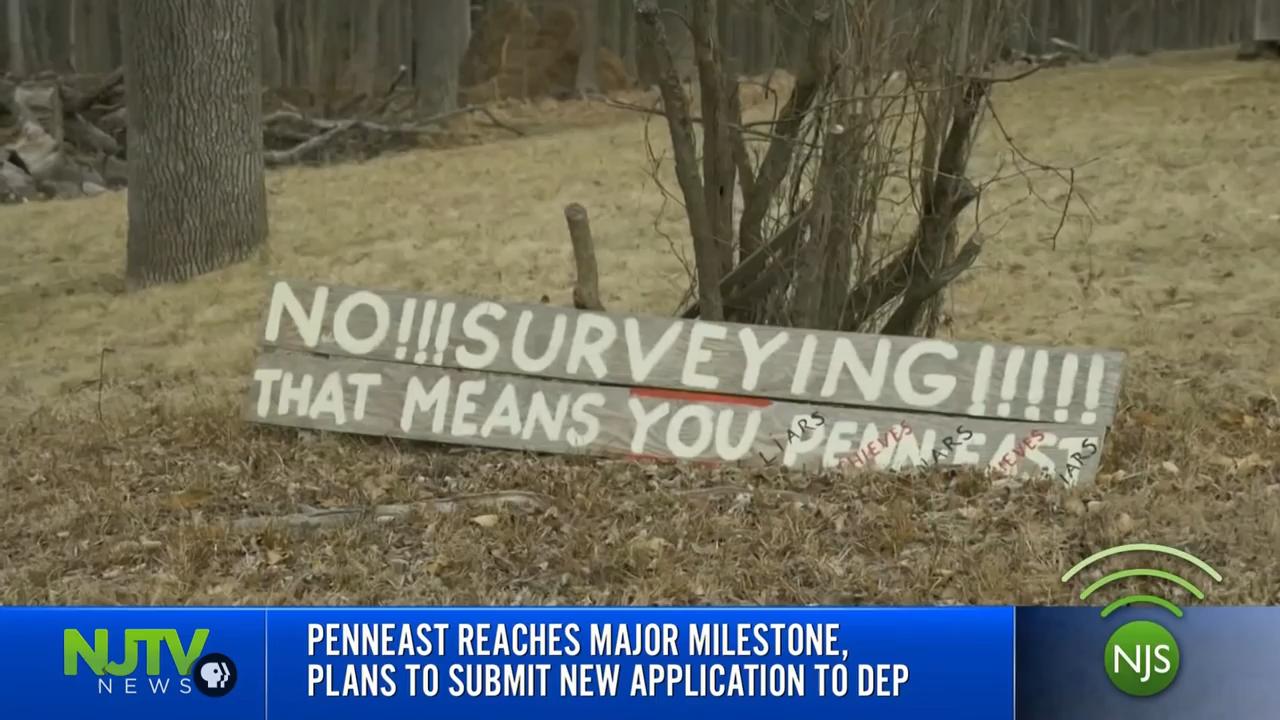 NO!!!SURVEYING!!!!!
THAT MEANS YOU PENNEAST
LIARS THIEVES LIARS THIEVES LIARS
NJTV
NEWS
PENNEAST REACHES MAJOR MILESTONE,
PLANS TO SUBMIT NEW APPLICATION TO DEP
NJS